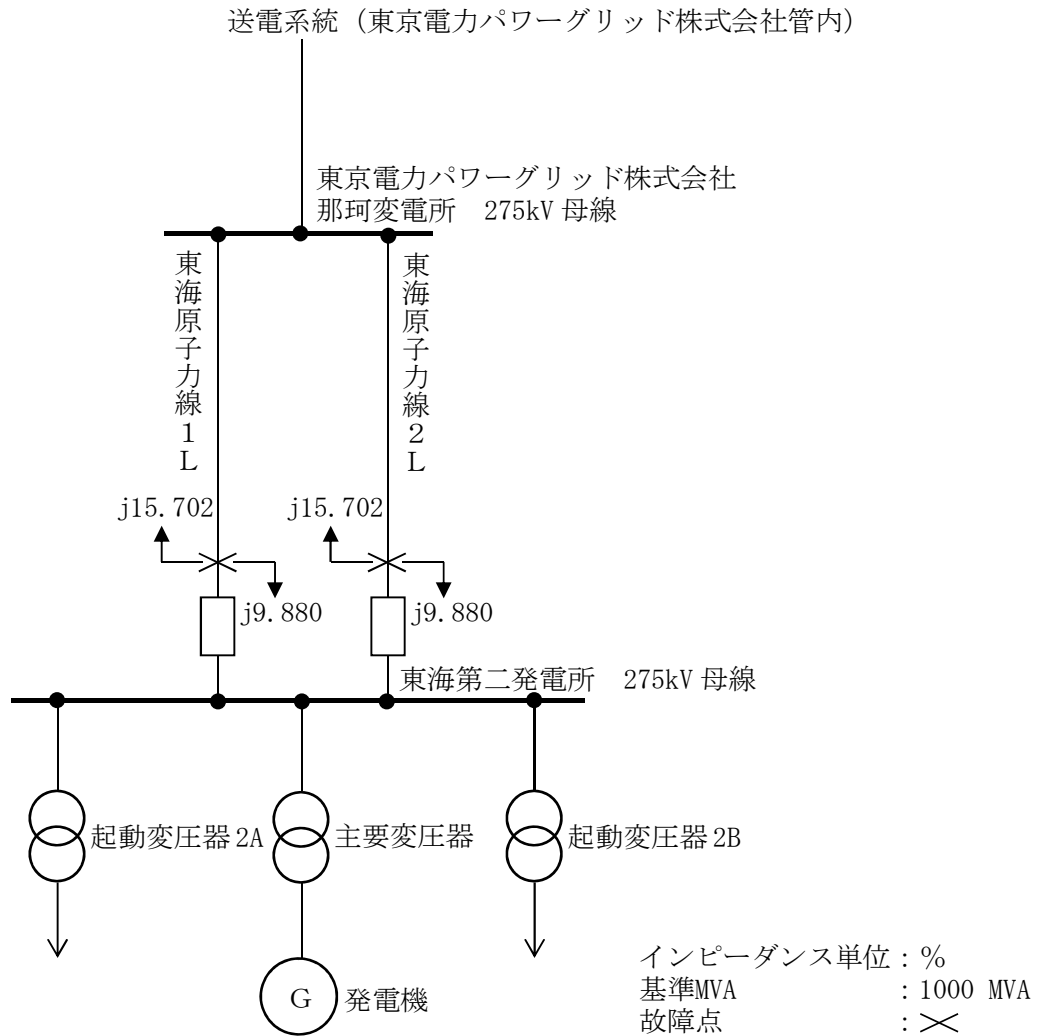 送電系統（東京電力パワーグリッド株式会社管内）
東京電力パワーグリッド株式会社
那珂変電所　275kV 母線
東海原子力線１Ｌ
東海原子力線２Ｌ
j15.702
j15.702
j9.880
j9.880
東海第二発電所　275kV 母線
起動変圧器 2A
主要変圧器
起動変圧器 2B
G
発電機
インピーダンス単位：％
基準MVA：1000 MVA
故障点：